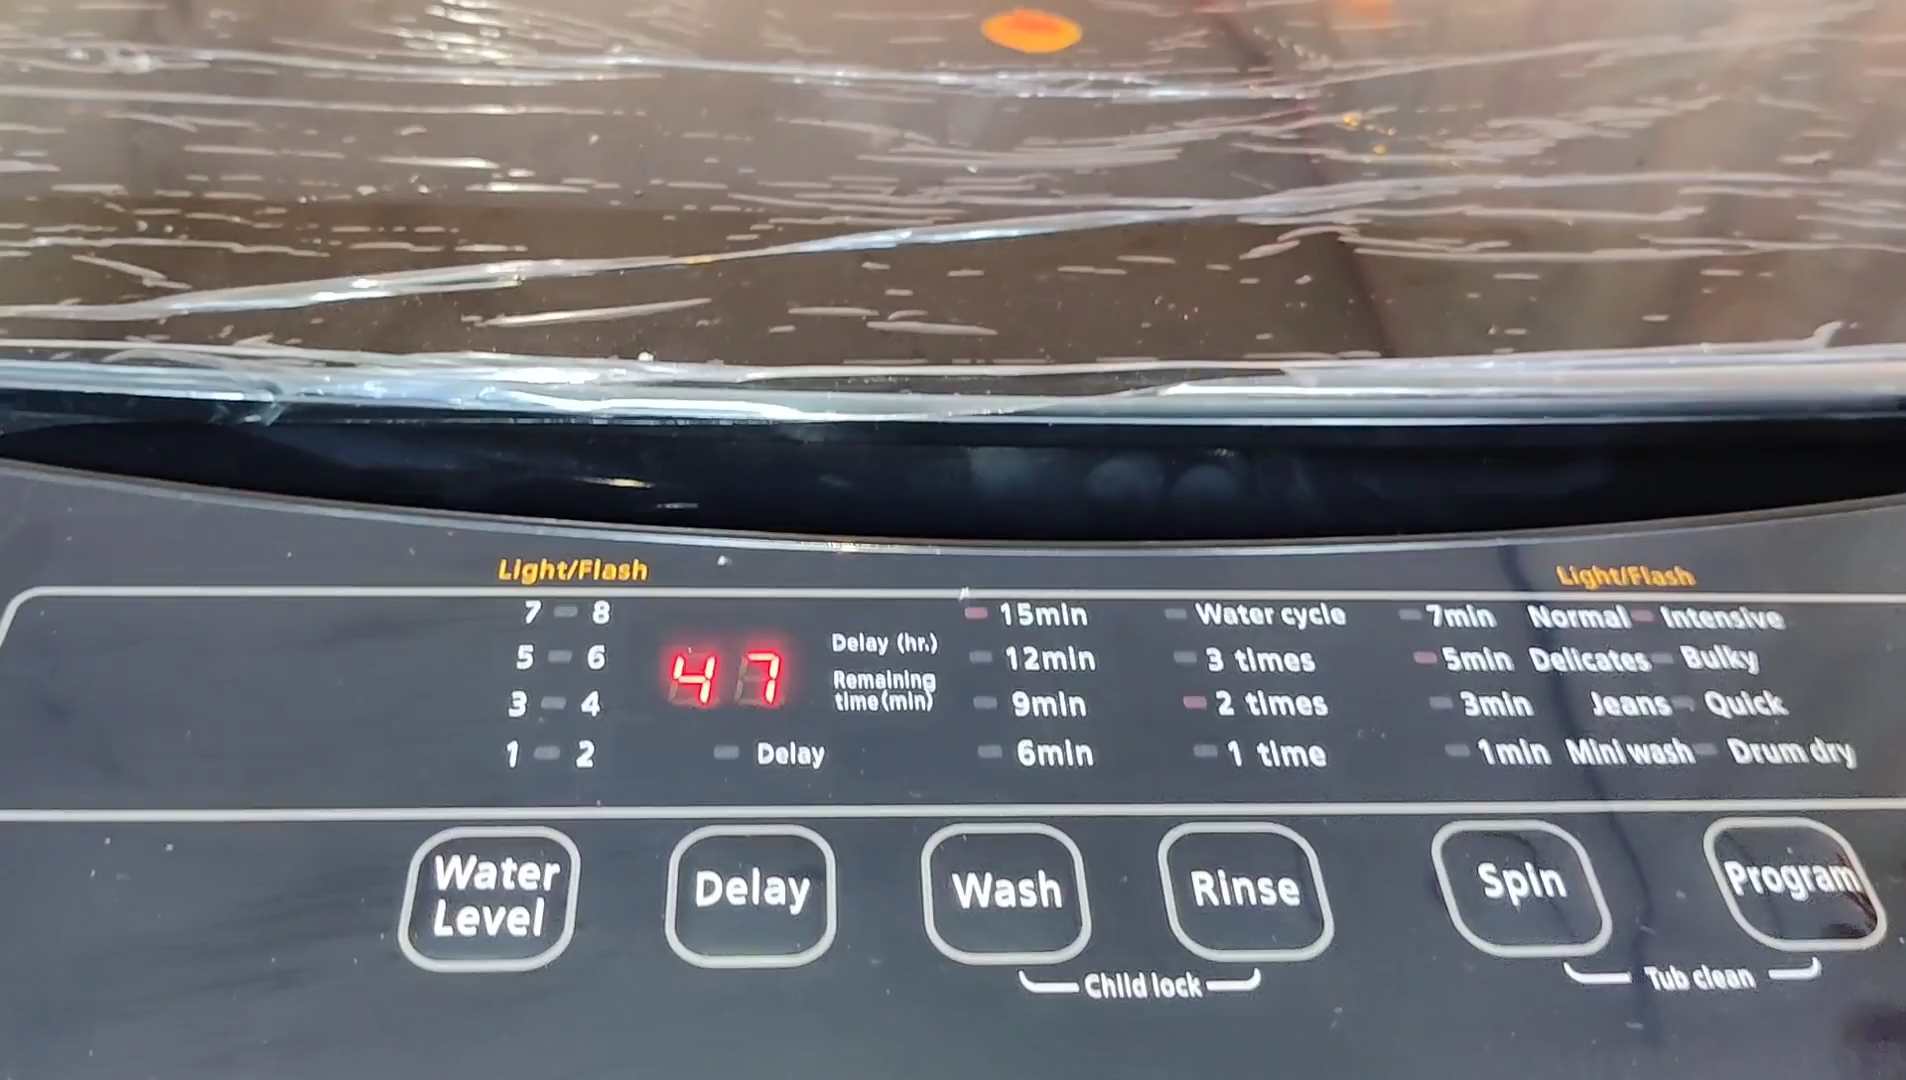 Light/Flash
Light/Flash
7 8
5 6
3 4
1 2
47
Delay (hr.)
Remaining
time(min)
Delay
15min
12min
9min
6min
Water cycle
3 times
2 times
1 time
7min
5min
3min
1min
Normal Intensive
Delicates Bulky
Jeans Quick
Mini wash Drum dry
Water
Level
Delay
Wash
Rinse
Spin
Program
Child lock
Tub clean